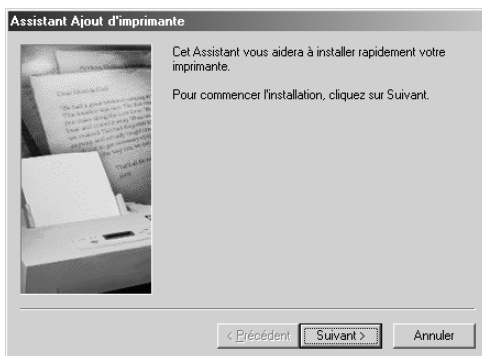 Assistant Ajout d'imprimante
Cet Assistant vous aidera à installer rapidement votre
imprimante.
Pour commencer l'installation, cliquez sur Suivant.
< Précédent Suivant > Annuler